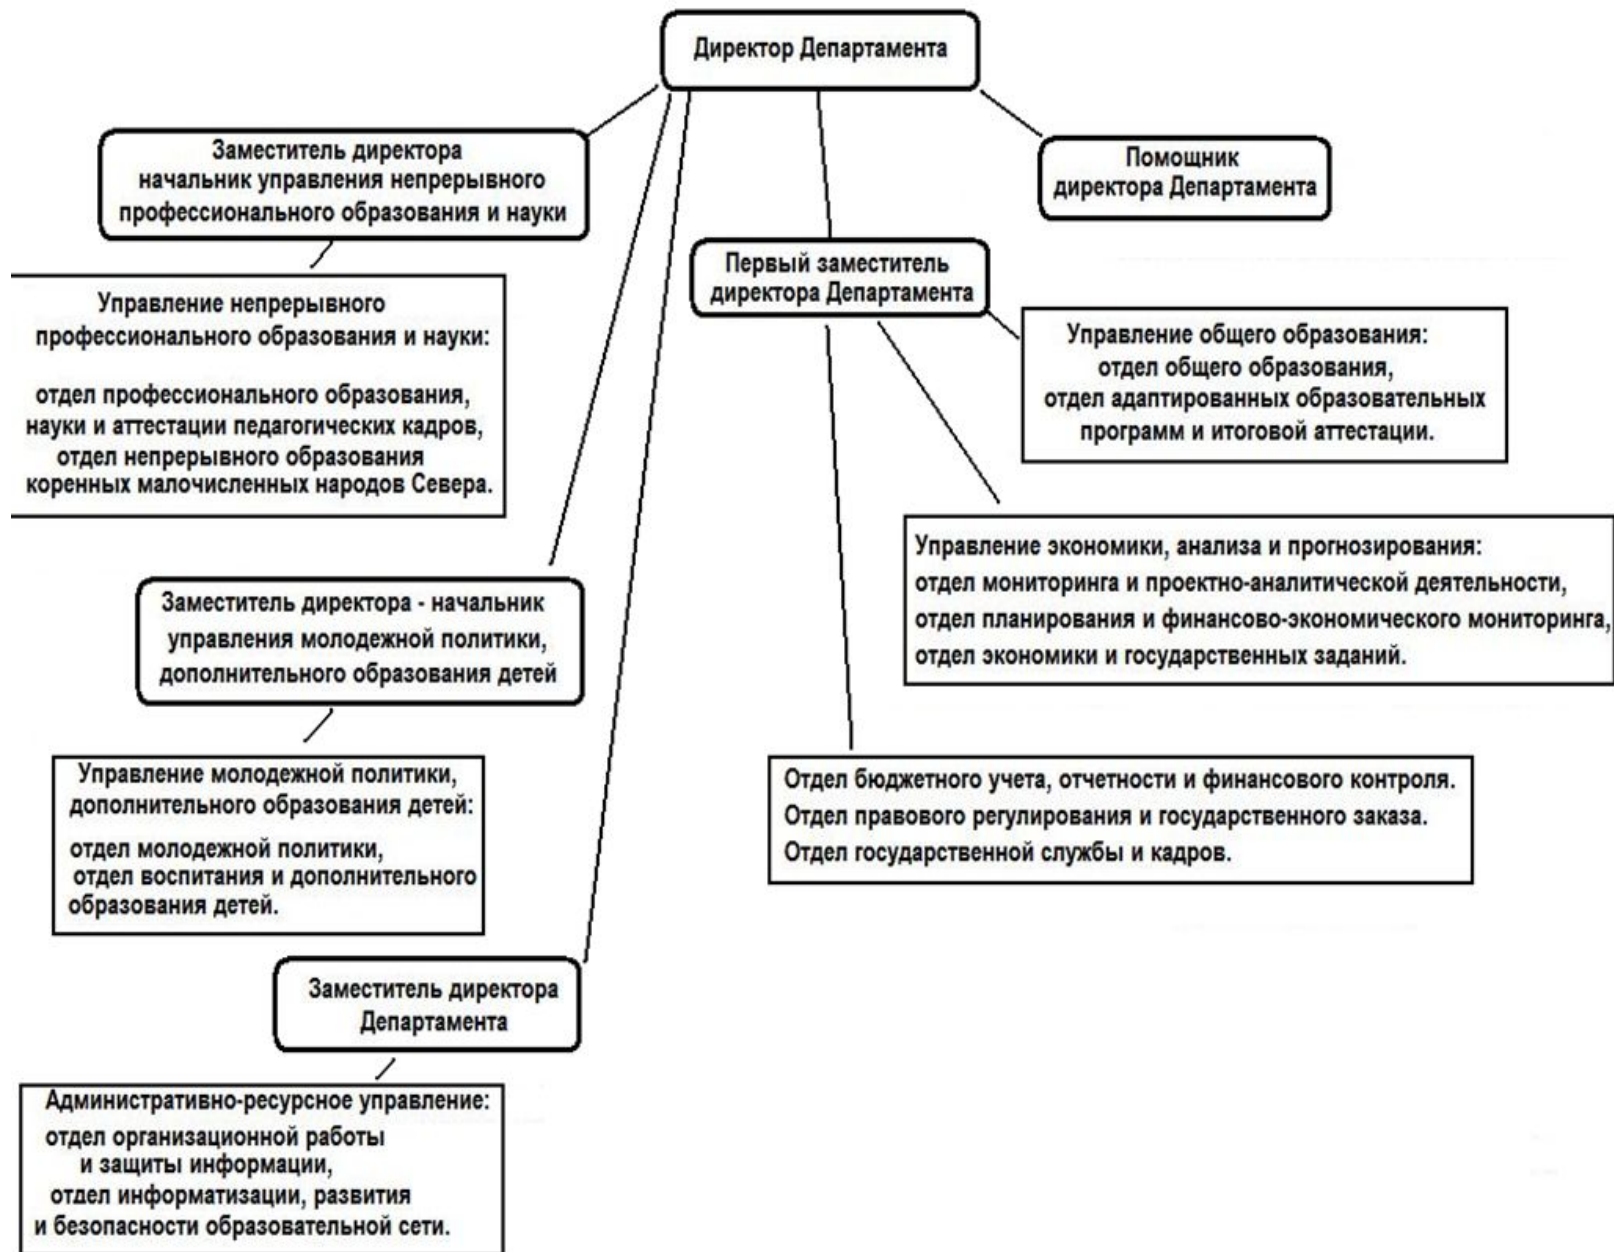 Директор Департамента
Заместитель директора
начальник управления непрерывного
профессионального образования и науки
Помощник
директора Департамента
Первый заместитель
директора Департамента
Управление непрерывного
профессионального образования и науки:
отдел профессионального образования,
науки и аттестации педагогических кадров,
отдел непрерывного образования
коренных малочисленных народов Севера.
Управление общего образования:
отдел общего образования,
отдел адаптированных образовательных
программ и итоговой аттестации.
Управление экономики, анализа и прогнозирования:
отдел мониторинга и проектно-аналитической деятельности,
отдел планирования и финансово-экономического мониторинга,
отдел экономики и государственных заданий.
Заместитель директора - начальник
управления молодежной политики,
дополнительного образования детей
Управление молодежной политики,
дополнительного образования детей:
отдел молодежной политики,
отдел воспитания и дополнительного
образования детей.
Отдел бюджетного учета, отчетности и финансового контроля.
Отдел правового регулирования и государственного заказа.
Отдел государственной службы и кадров.
Заместитель директора
Департамента
Административно-ресурсное управление:
отдел организационной работы
и защиты информации,
отдел информатизации, развития
и безопасности образовательной сети.